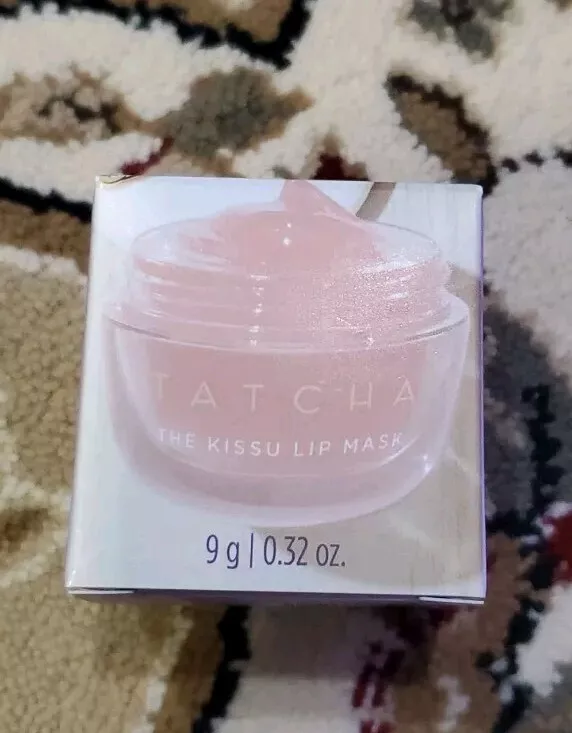 TATCHA
THE KISSU LIP MASK
9 g | 0.32 oz.